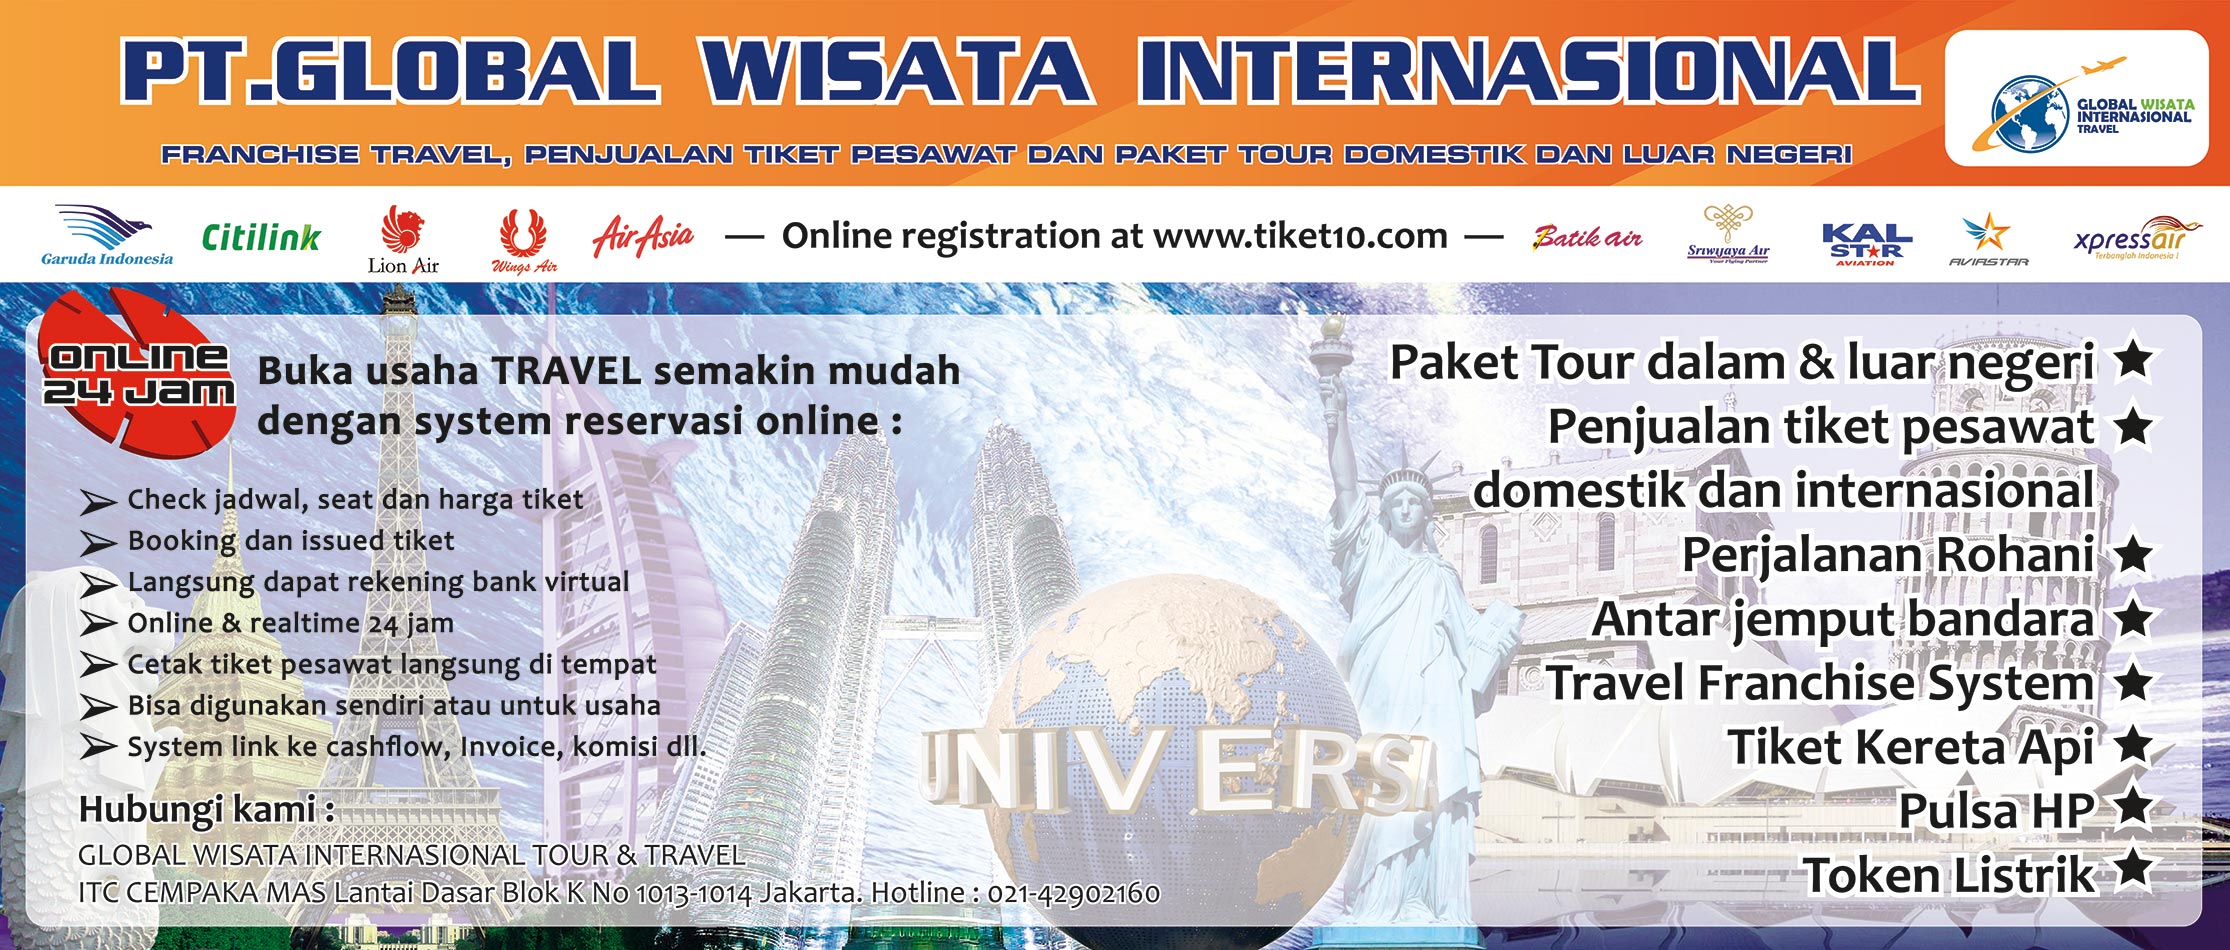 PT.GLOBAL WISATA INTERNASIONAL
FRANCHISE TRAVEL, PENJUALAN TIKET PESAWAT DAN PAKET TOUR DOMESTIK DAN LUAR NEGERI
GLOBAL WISATA
INTERNASIONAL
TRAVEL
Garuda Indonesia
Citilink
Lion Air
Wings Air
AirAsia
— Online registration at www.tiket10.com —
Batik air
Sriwijaya Air
Your Flying Partner
KAL
STAR
AVIATION
AVIASTAR
xpressair
Terbanglah Indonesia !
ONLINE
24 JAM
Buka usaha TRAVEL semakin mudah
dengan system reservasi online :
Check jadwal, seat dan harga tiket
Booking dan issued tiket
Langsung dapat rekening bank virtual
Online & realtime 24 jam
Cetak tiket pesawat langsung di tempat
Bisa digunakan sendiri atau untuk usaha
System link ke cashflow, Invoice, komisi dll.
Hubungi kami :
GLOBAL WISATA INTERNASIONAL TOUR & TRAVEL
ITC CEMPAKA MAS Lantai Dasar Blok K No 1013-1014 Jakarta. Hotline : 021-42902160
UNIVERSA
Paket Tour dalam & luar negeri
Penjualan tiket pesawat
domestik dan internasional
Perjalanan Rohani
Antar jemput bandara
Travel Franchise System
Tiket Kereta Api
Pulsa HP
Token Listrik